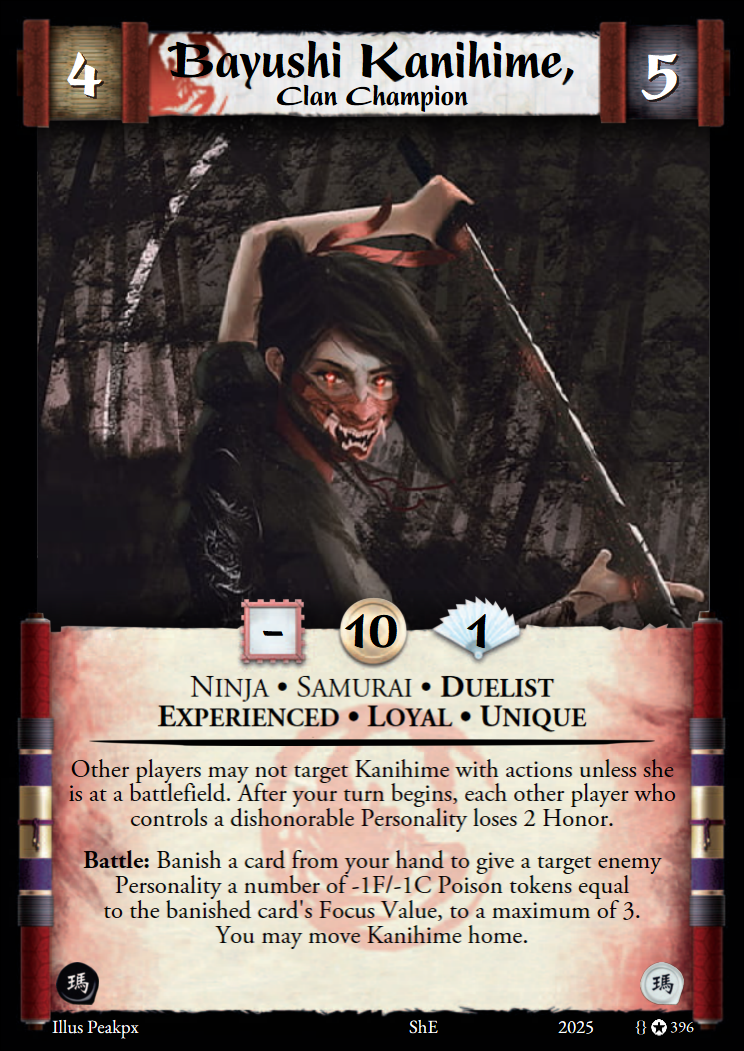 4
Bayushi Kanihime,
Clan Champion
5
- 10 1
NINJA • SAMURAI • DUELIST
EXPERIENCED • LOYAL • UNIQUE
Other players may not target Kanihime with actions unless she
is at a battlefield. After your turn begins, each other player who
controls a dishonorable Personality loses 2 Honor.
Battle: Banish a card from your hand to give a target enemy
Personality a number of -1F/-1C Poison tokens equal
to the banished card's Focus Value, to a maximum of 3.
You may move Kanihime home.
瑪 瑪
Illus Peakpx ShE 2025 {} ✪ 396